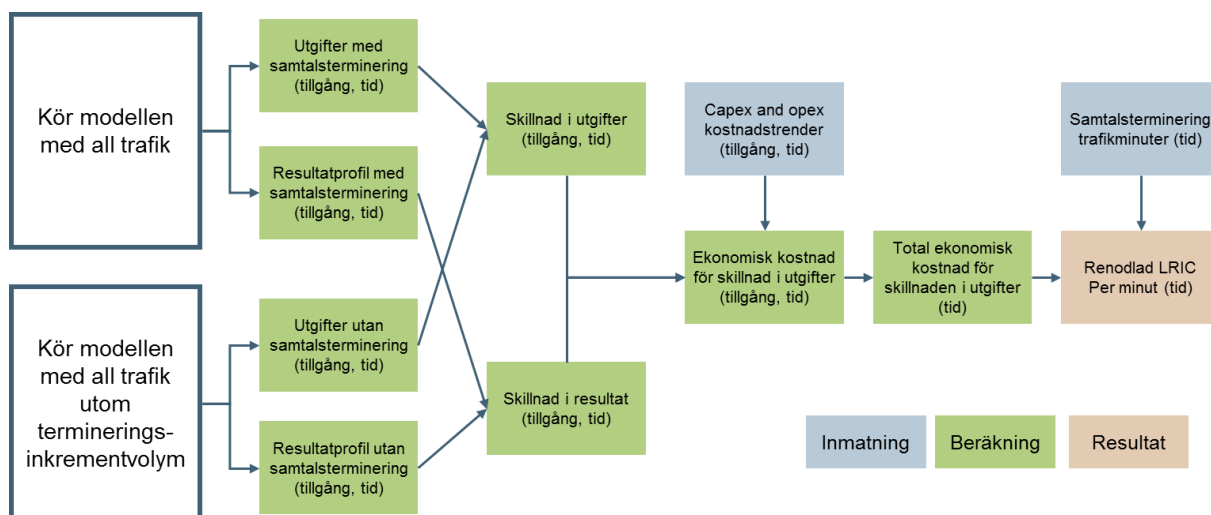 Kör modellen
med all trafik
Utgifter med
samtalsterminering
(tillgång, tid)
Resultatprofil med
samtalsterminering
(tillgång, tid)
Kör modellen
med all trafik
utom
terminerings-
inkrementvolym
Utgifter utan
samtalsterminering
(tillgång, tid)
Resultatprofil utan
samtalsterminering
(tillgång, tid)
Skillnad i utgifter
(tillgång, tid)
Skillnad i resultat
(tillgång, tid)
Capex and opex
kostnadstrender
(tillgång, tid)
Ekonomisk kostnad
för skillnad i utgifter
(tillgång, tid)
Total ekonomisk
kostnad för
skillnaden i utgifter
(tid)
Samtalsterminering
trafikminuter (tid)
Renodlad LRIC
Per minut (tid)
Inmatning
Beräkning
Resultat